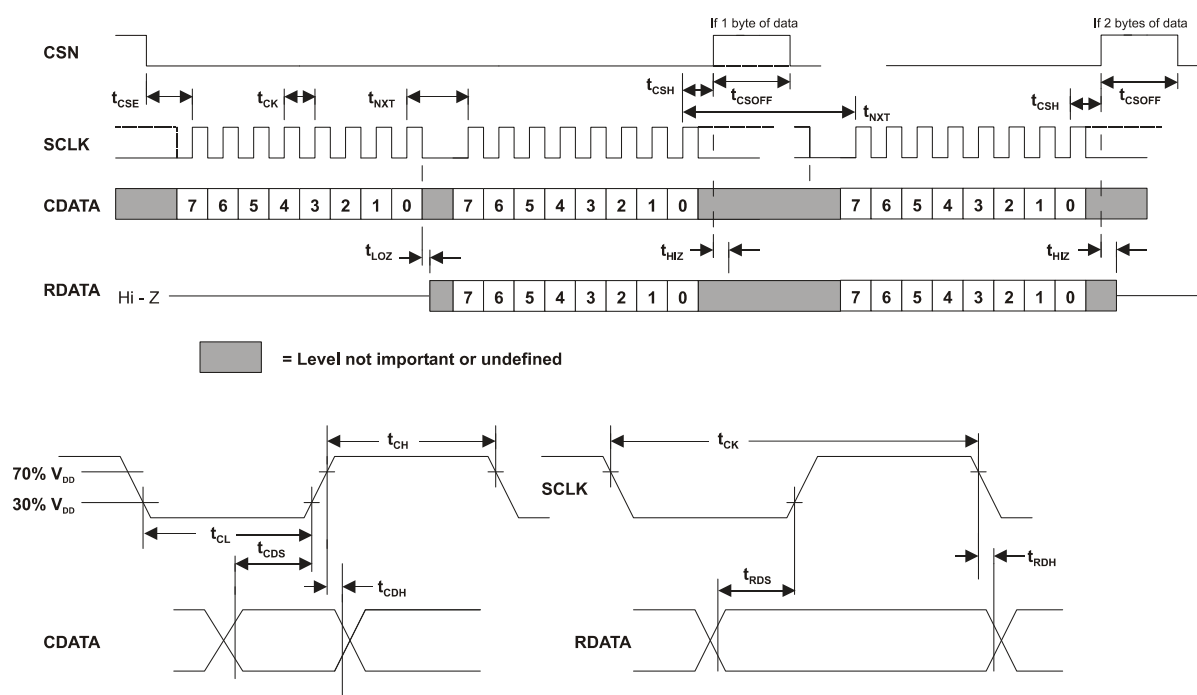 If 1 byte of data
If 2 bytes of data
CSN
tCSE
tCK
tNXT
tCSH
tCSOFF
tNXT
tCSH
tCSOFF
SCLK
CDATA
7 6 5 4 3 2 1 0
7 6 5 4 3 2 1 0
7 6 5 4 3 2 1 0
tLOZ
tHIZ
tHIZ
RDATA
Hi - Z
7 6 5 4 3 2 1 0
7 6 5 4 3 2 1 0
= Level not important or undefined
tCH
tCK
70% VDD
30% VDD
SCLK
tCL
tCDS
tCDH
tRDS
tRDH
CDATA
RDATA